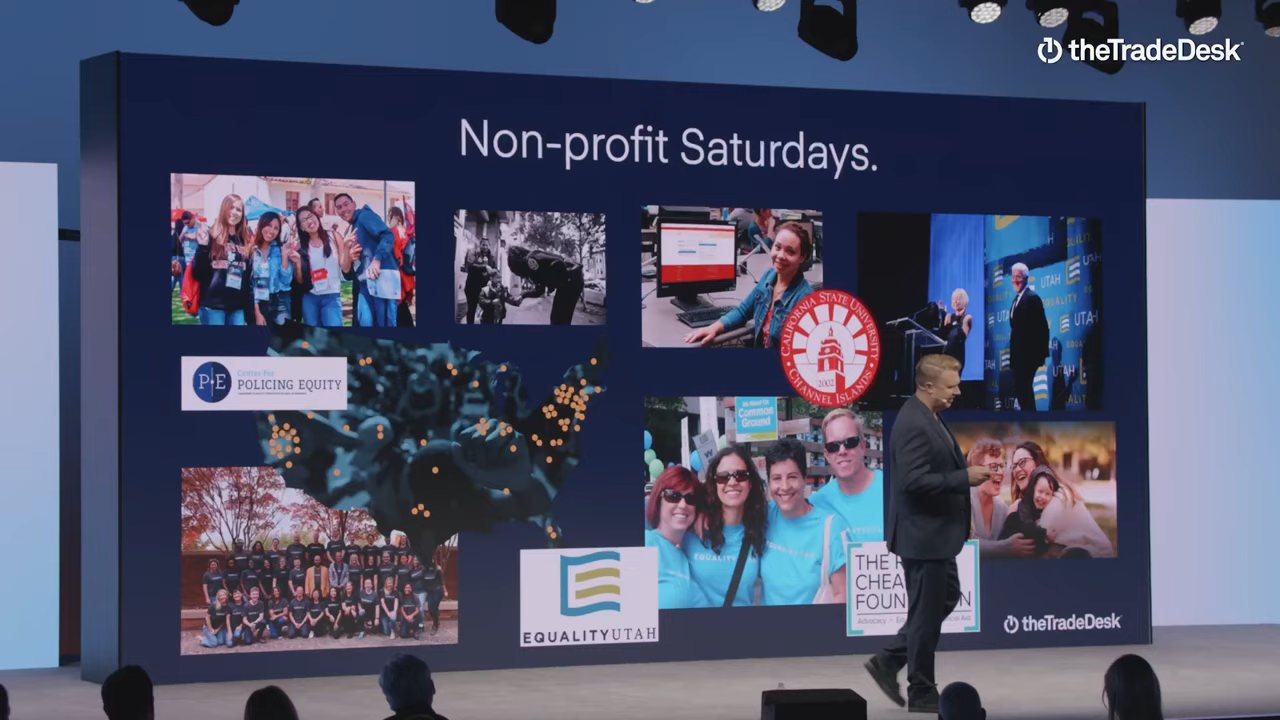 theTradeDesk
Non-profit Saturdays.
Center for
POLICING EQUITY
P E
CALIFORNIA STATE UNIVERSITY
CHANNEL ISLANDS
2002
UTAH
EQUALITY
UTAH
UTAH
Common
Ground
EQUALITYUTAH
THE
CHEA
FOUN
Advocacy
theTradeDesk